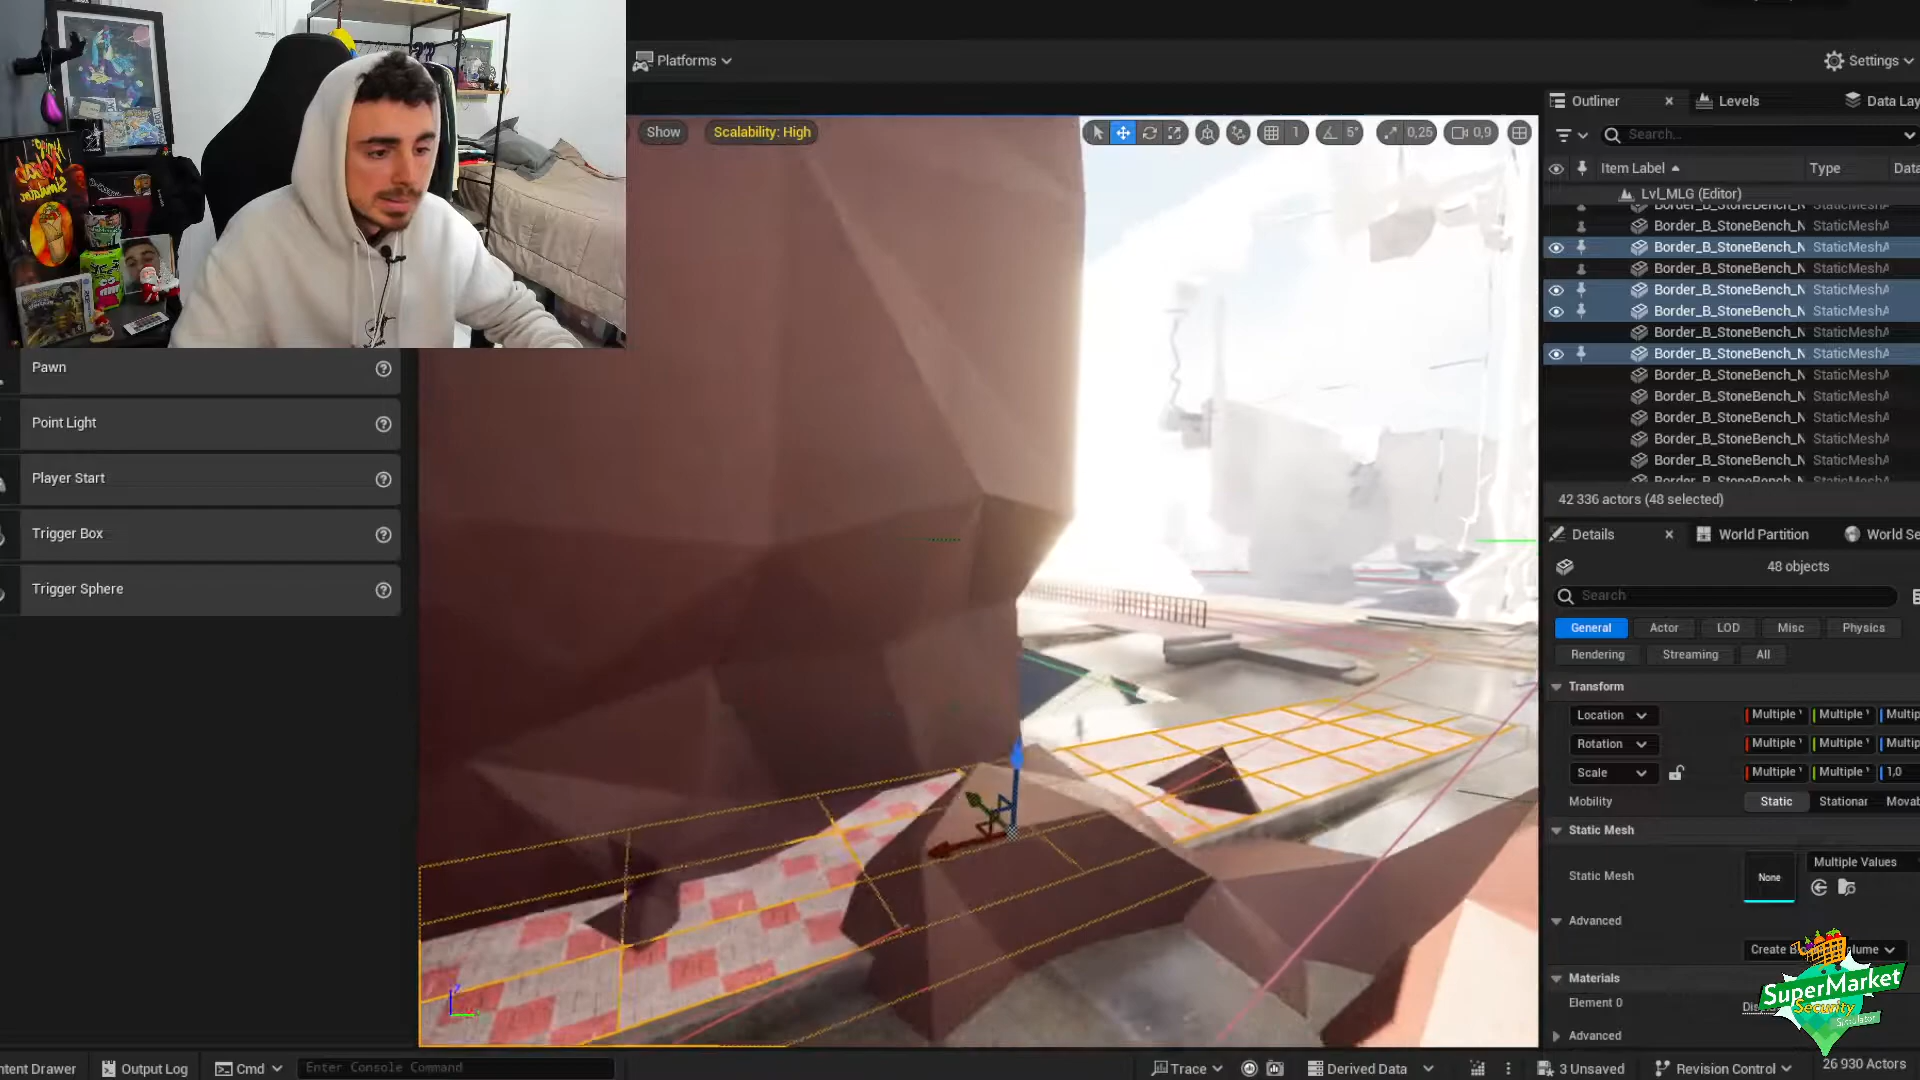 Platforms
Settings
Show
Scalability: High
1
5°
0,25
0,9
Outliner
Levels
Data Lay
Search...
Item Label
Type
Data
Lvl_MLG (Editor)
Border_B_StoneBench_N StaticMeshA
Border_B_StoneBench_N StaticMeshA
Border_B_StoneBench_N StaticMeshA
Border_B_StoneBench_N StaticMeshA
Border_B_StoneBench_N StaticMeshA
Border_B_StoneBench_N StaticMeshA
Border_B_StoneBench_N StaticMeshA
Border_B_StoneBench_N StaticMeshA
Border_B_StoneBench_N StaticMeshA
Border_B_StoneBench_N StaticMeshA
Border_B_StoneBench_N StaticMeshA
Border_B_StoneBench_N StaticMeshA
Border_B_StoneBench_N StaticMeshA
42 336 actors (48 selected)
Pawn
Point Light
Player Start
Trigger Box
Trigger Sphere
Details
World Partition
World Se
48 objects
Search
General
Actor
LOD
Misc
Physics
Rendering
Streaming
All
Transform
Location
Multiple
Multiple
Multip
Rotation
Multiple
Multiple
Multip
Scale
Multiple
Multiple
1,0
Mobility
Static
Stationar
Movab
Static Mesh
Static Mesh
None
Multiple Values
Advanced
Create B
lume
Materials
Element 0
Advanced
SuperMarket
Security
Simulator
ntent Drawer
Output Log
Cmd
Enter Console Command
Trace
Derived Data
3 Unsaved
Revision Control
26 930 Actors